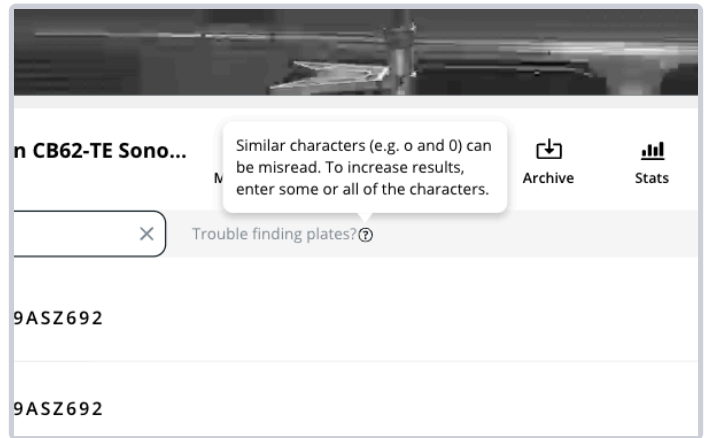 n CB62-TE Sono...
Similar characters (e.g. o and 0) can
be misread. To increase results,
enter some or all of the characters.
M
Archive
Stats
Trouble finding plates?
9ASZ692
9ASZ692